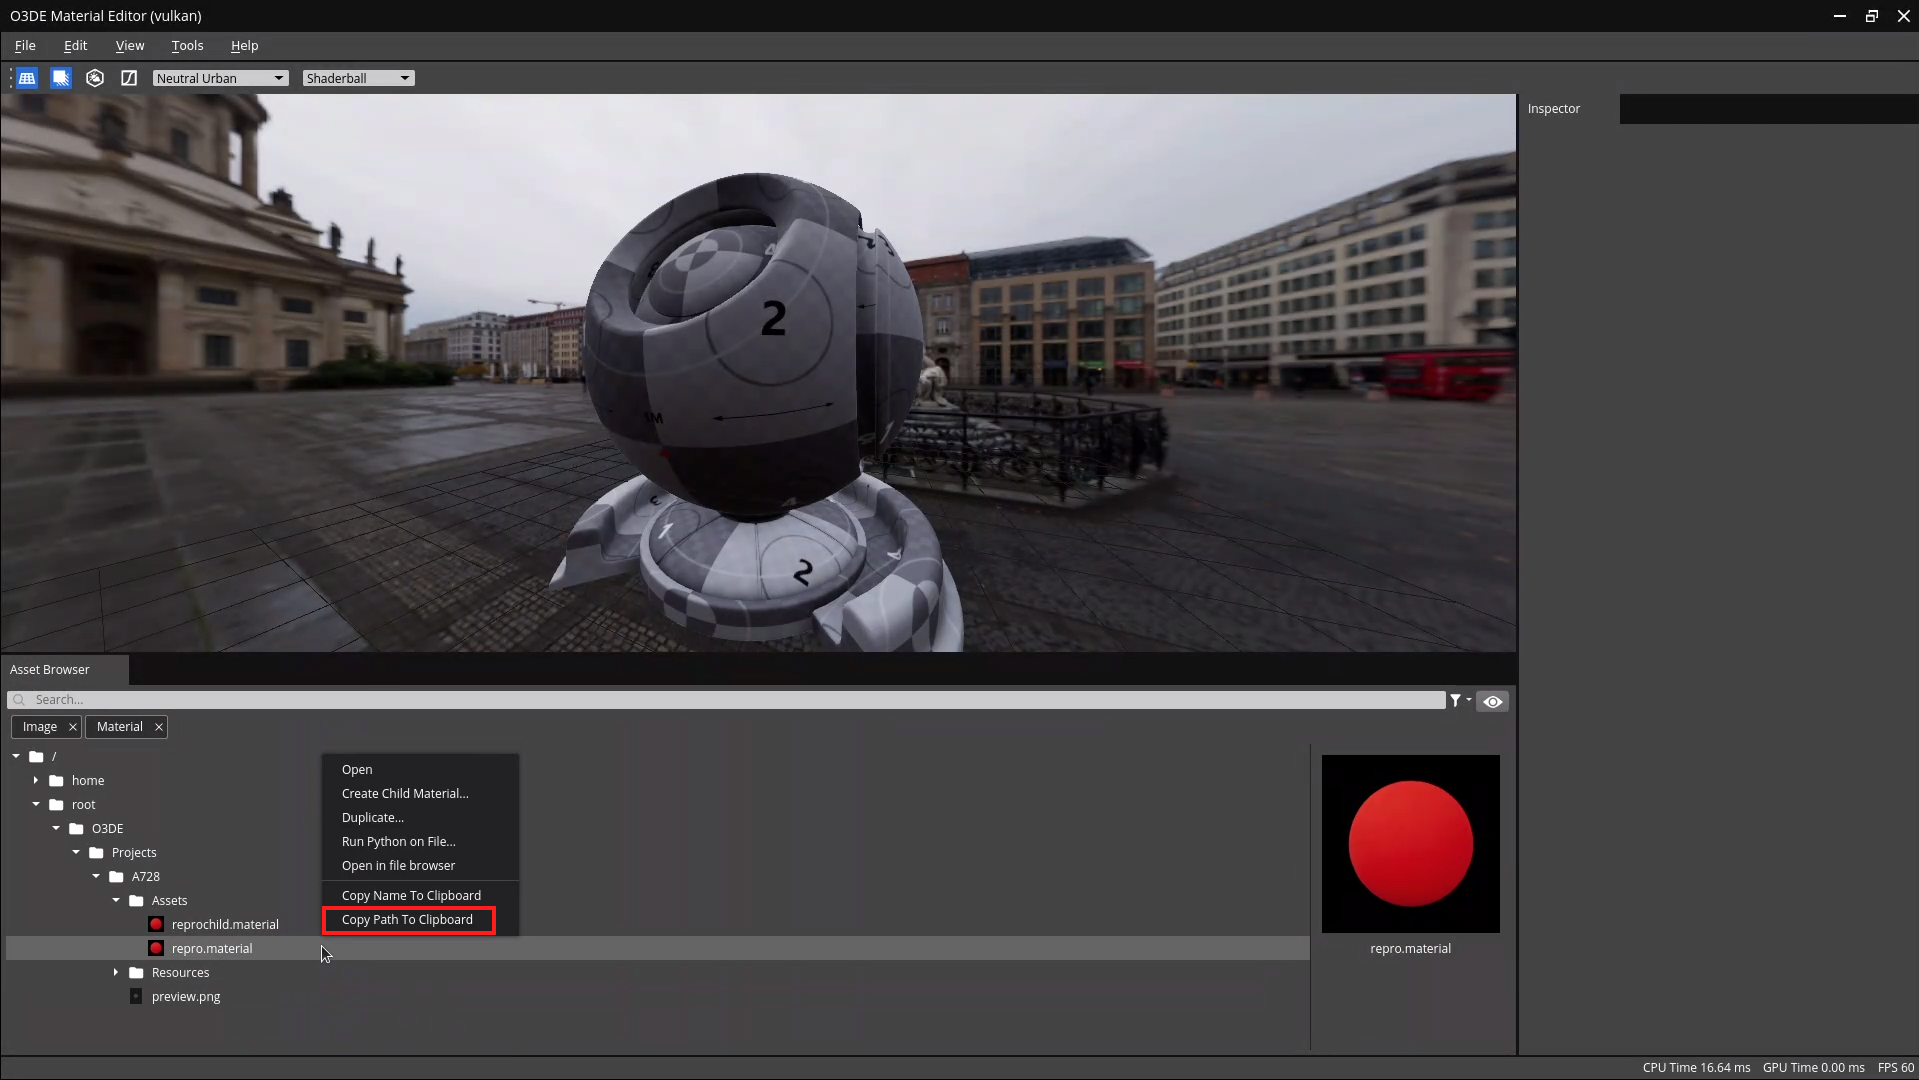 O3DE Material Editor (vulkan)
File Edit View Tools Help
Neutral Urban Shaderball
Inspector
4
2
1M
1
2
Asset Browser
Search...
Image Material
/
home
root
O3DE
Projects
A728
Assets
reprochild.material
repro.material
Resources
preview.png
Open
Create Child Material...
Duplicate...
Run Python on File...
Open in file browser
Copy Name To Clipboard
Copy Path To Clipboard
repro.material
CPU Time 16.64 ms GPU Time 0.00 ms FPS 60